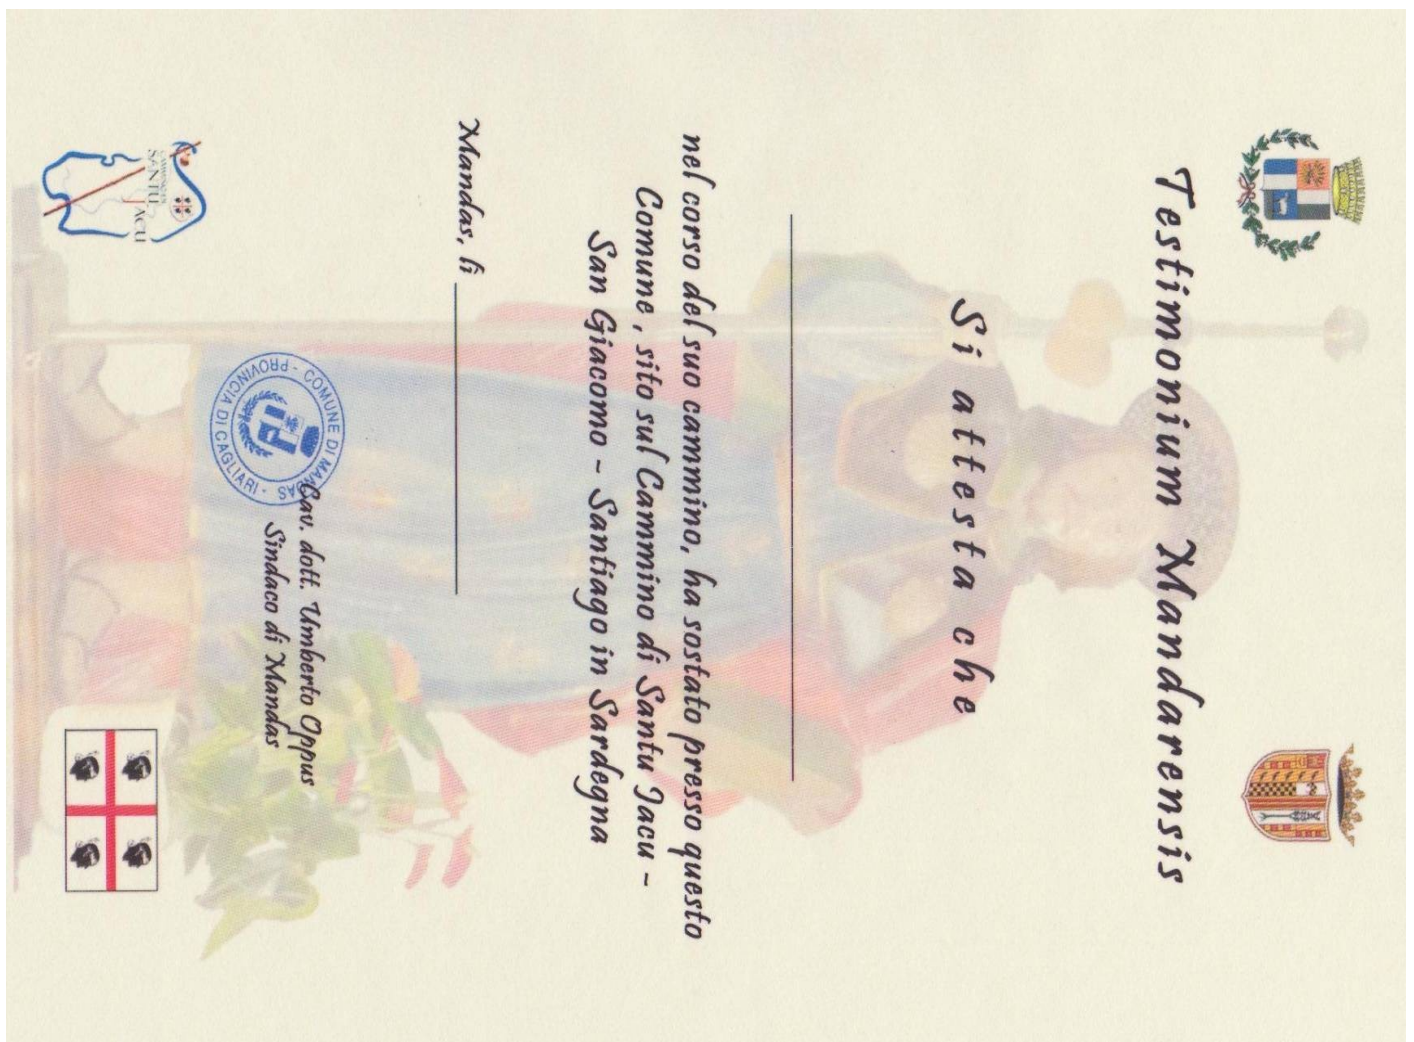 Testimonium Mandarensis
Si attesta che
nel corso del suo cammino, ha sostato presso questo
Comune, sito sul Cammino di Santu Jacu -
San Giacomo - Santiago in Sardegna
Mandas, lì
COMUNE DI MANDAS - PROVINCIA DI CAGLIARI -
Cav. dott. Umberto Oppus
Sindaco di Mandas
SANTU
JACU